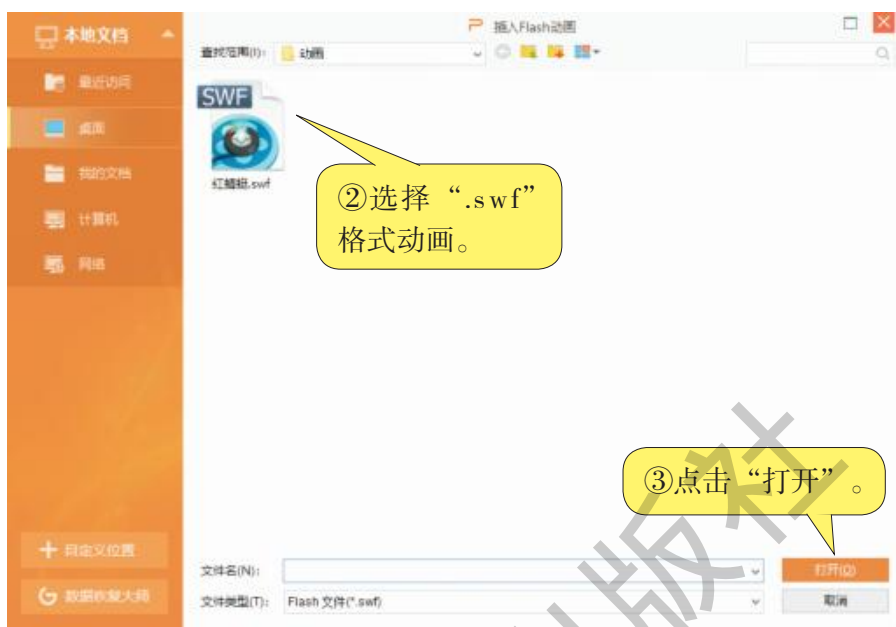 本地文档
插入Flash动画
查找范围(I): 动画
最近访问
桌面
我的文档
计算机
网络
SWF
红蜻蜓.swf
②选择“.swf”
格式动画。
③点击“打开”。
自定义位置
数据恢复大师
文件名(N):
打开(O)
文件类型(T): Flash 文件(*.swf)
取消
版社